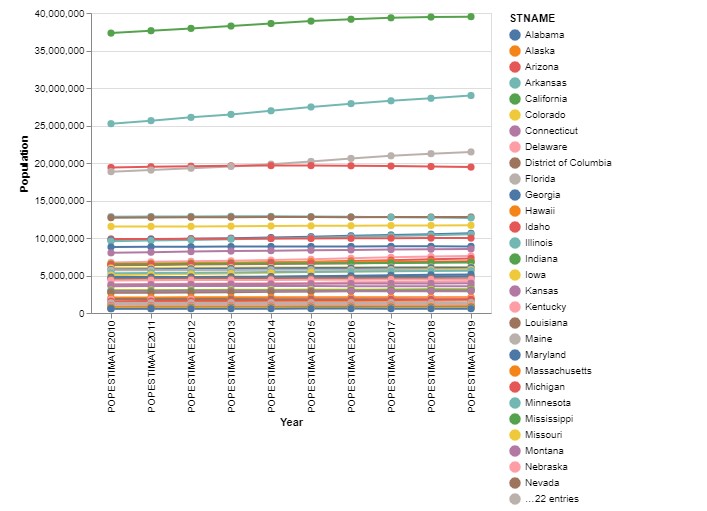 STNAME
40,000,000
35,000,000
30,000,000
25,000,000
20,000,000
15,000,000
10,000,000
5,000,000
0
Population
POPESTIMATE2010
POPESTIMATE2011
POPESTIMATE2012
POPESTIMATE2013
POPESTIMATE2014
POPESTIMATE2015
POPESTIMATE2016
POPESTIMATE2017
POPESTIMATE2018
POPESTIMATE2019
Year
Alabama
Alaska
Arizona
Arkansas
California
Colorado
Connecticut
Delaware
District of Columbia
Florida
Georgia
Hawaii
Idaho
Illinois
Indiana
Iowa
Kansas
Kentucky
Louisiana
Maine
Maryland
Massachusetts
Michigan
Minnesota
Mississippi
Missouri
Montana
Nebraska
Nevada
…22 entries